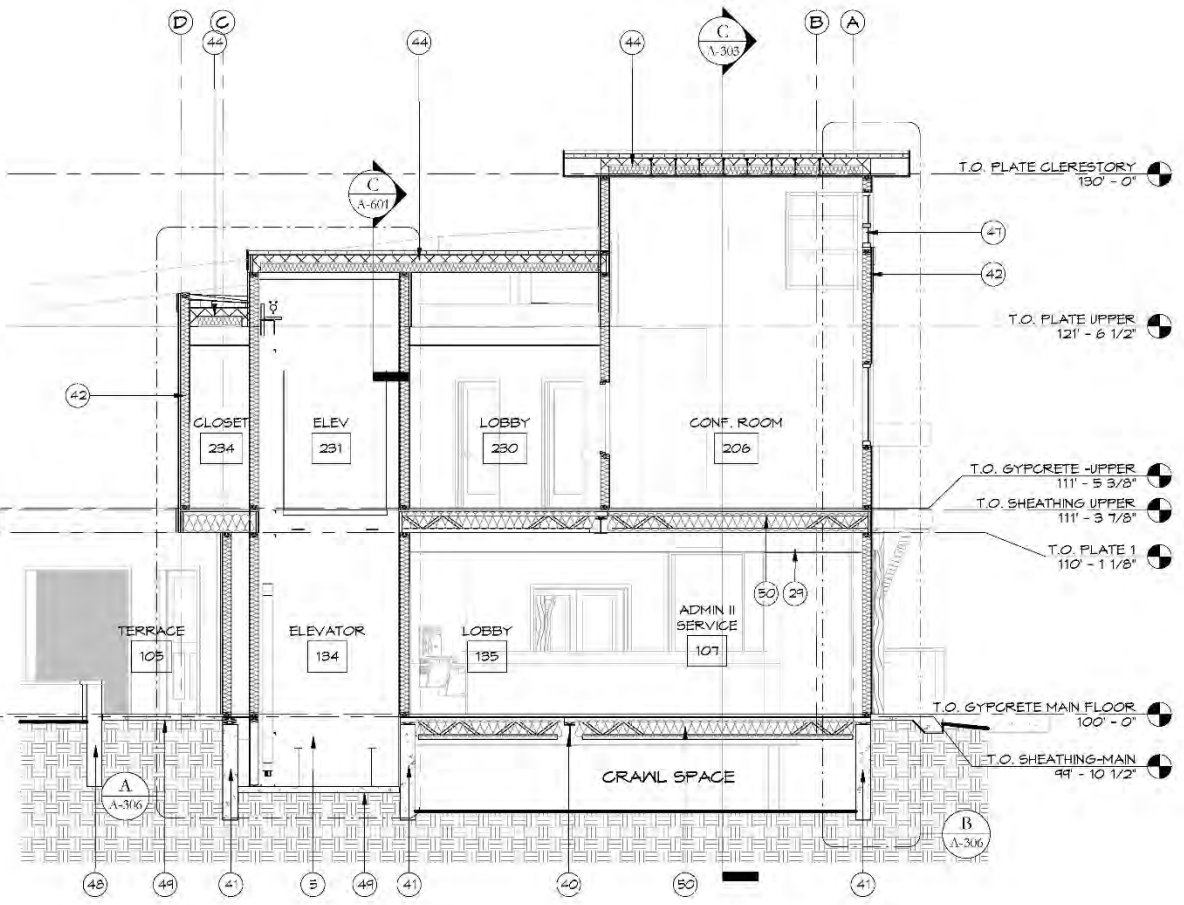 D C B A
44 44 44
C
A-303
T.O. PLATE CLERESTORY
130' - 0"
C
A-601
47
42
T.O. PLATE UPPER
121' - 6 1/2"
42
CLOSET
234
ELEV
231
LOBBY
230
CONF. ROOM
206
T.O. GYPCRETE -UPPER
111' - 5 3/8"
T.O. SHEATHING UPPER
111' - 3 7/8"
T.O. PLATE 1
110' - 1 1/8"
50 29
TERRACE
105
ELEVATOR
134
LOBBY
135
ADMIN II
SERVICE
107
T.O. GYPCRETE MAIN FLOOR
100' - 0"
T.O. SHEATHING-MAIN
99' - 10 1/2"
CRAWL SPACE
A
A-306
B
A-306
48 49 41 5 49 41 40 50 41